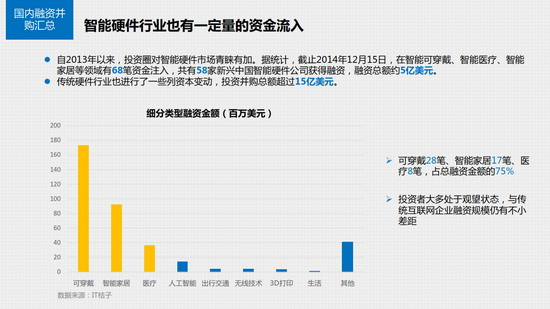 国内融资并
购汇总
智能硬件行业也有一定量的资金流入
自2013年以来，投资圈对智能硬件市场青睐有加。据统计，截止2014年12月15日，在智能可穿戴、智能医疗、智能
家居等领域有68笔资金注入，共有58家新兴中国智能硬件公司获得融资，融资总额约5亿美元。
传统硬件行业也进行了一些列资本变动，投资并购总额超过15亿美元。
细分类型融资金额（百万美元）
200
180
160
140
120
100
80
60
40
20
0
可穿戴 智能家居 医疗 人工智能 出行交通 无线技术 3D打印 生活 其他
数据来源：IT桔子
可穿戴28笔、智能家居17笔、医
疗8笔，占总融资金额的75%
投资者大多处于观望状态，与传
统互联网企业融资规模仍有不小
差距